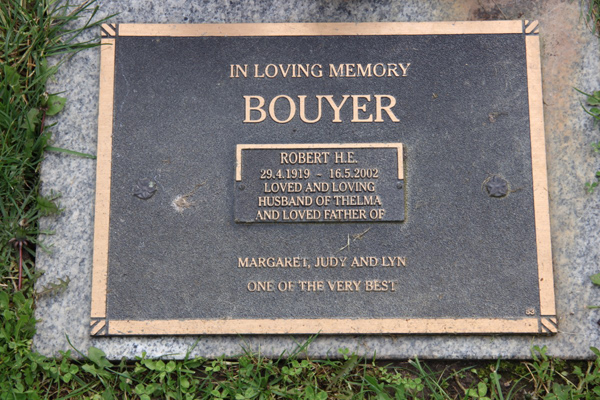 IN LOVING MEMORY
BOUYER
ROBERT H.E.
29.4.1919 - 16.5.2002
LOVED AND LOVING
HUSBAND OF THELMA
AND LOVED FATHER OF
MARGARET, JUDY AND LYN
ONE OF THE VERY BEST